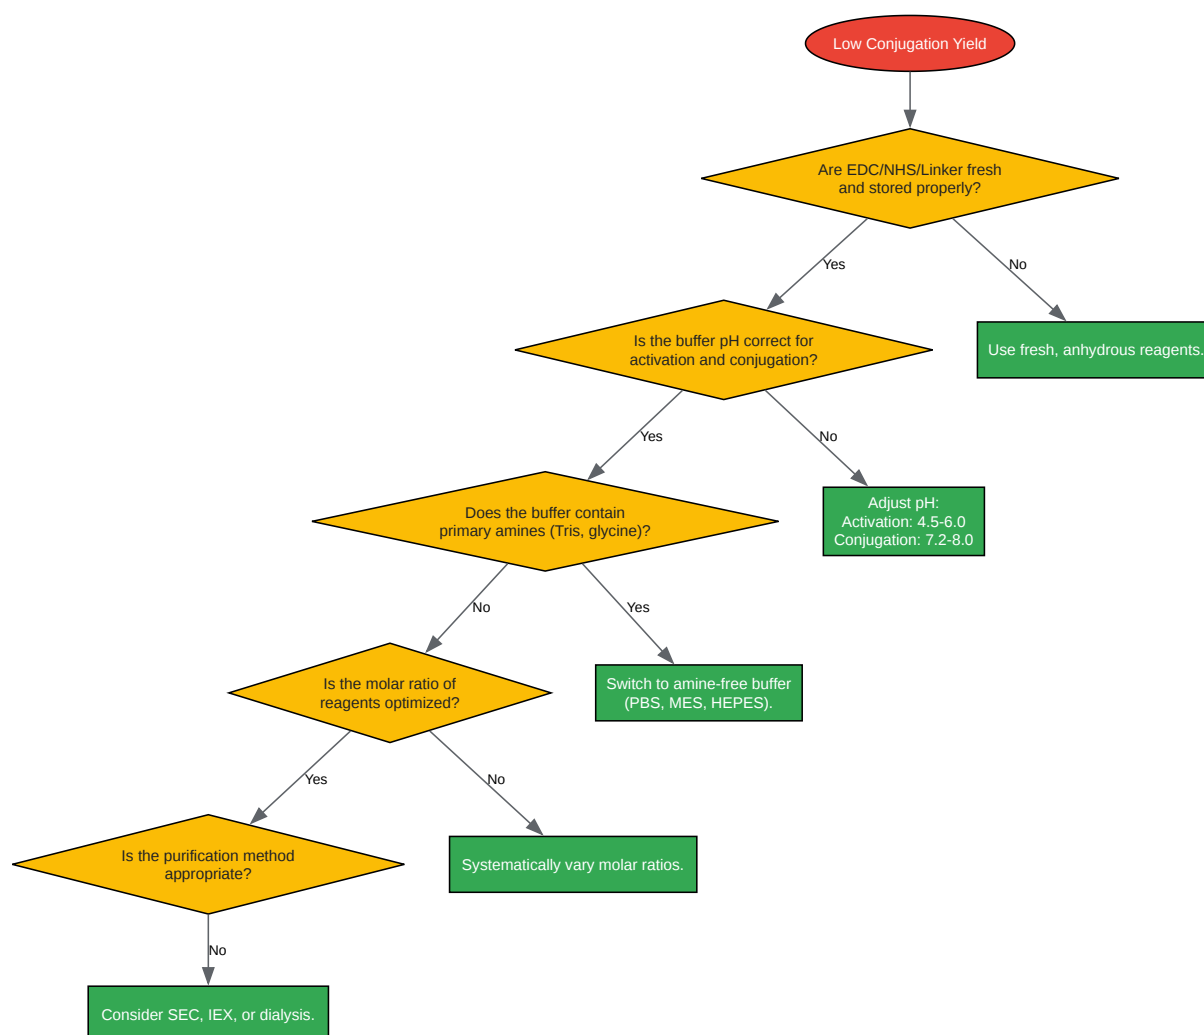 Low Conjugation Yield
Are EDC/NHS/Linker fresh
and stored properly?
Yes
No
Is the buffer pH correct for
activation and conjugation?
Use fresh, anhydrous reagents.
Yes
No
Does the buffer contain
primary amines (Tris, glycine)?
Adjust pH:
Activation: 4.5-6.0
Conjugation: 7.2-8.0
No
Yes
Is the molar ratio of
reagents optimized?
Switch to amine-free buffer
(PBS, MES, HEPES).
Yes
No
Is the purification method
appropriate?
Systematically vary molar ratios.
No
Consider SEC, IEX, or dialysis.